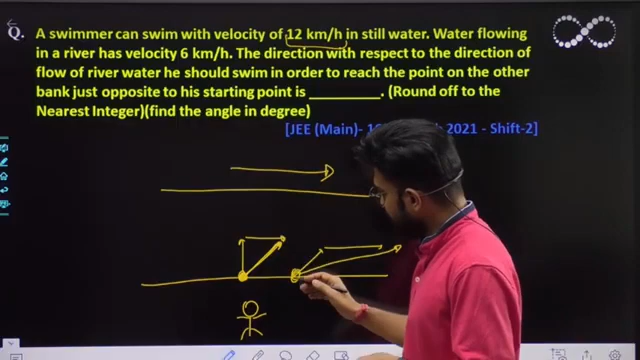 Q. A swimmer can swim with velocity of 12 km/h in still water. Water flowing
in a river has velocity 6 km/h. The direction with respect to the direction of
flow of river water he should swim in order to reach the point on the other
bank just opposite to his starting point is __________. (Round off to the
Nearest Integer)(find the angle in degree)
[JEE (Main)- 2021 - Shift-2]